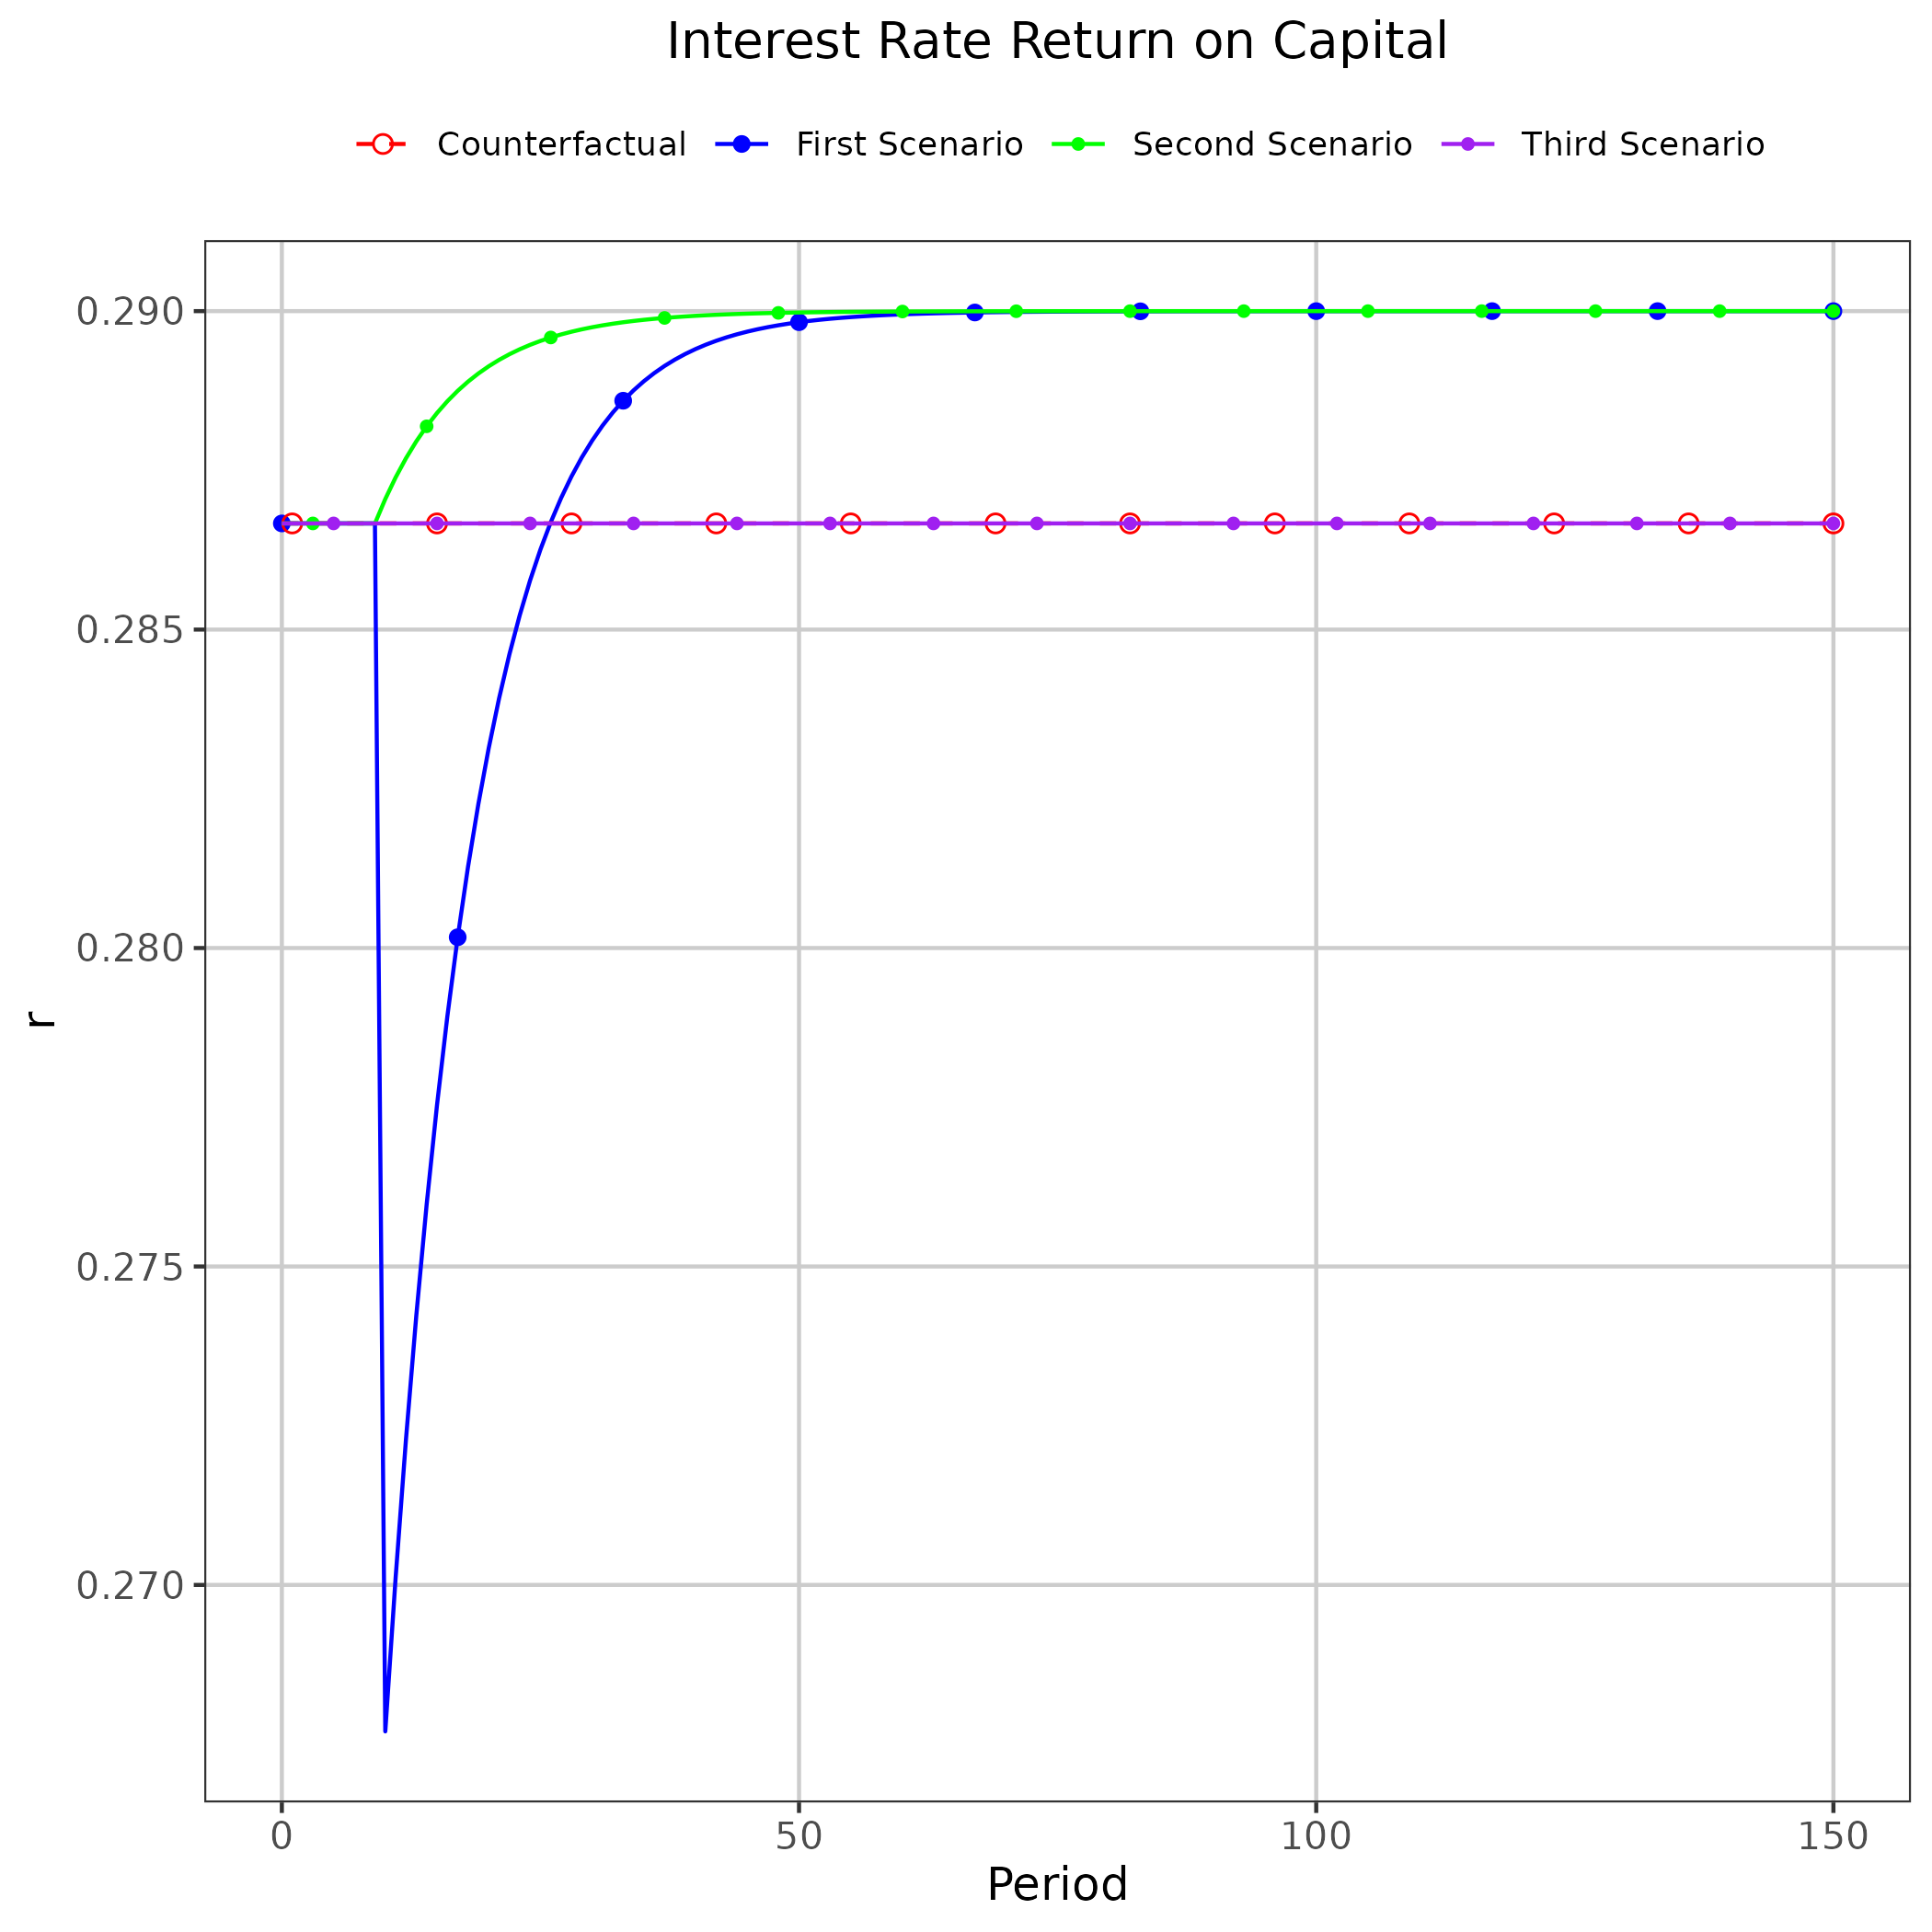 Interest Rate Return on Capital
Counterfactual First Scenario Second Scenario Third Scenario
0.290
0.285
0.280
0.275
0.270
r
0 50 100 150
Period